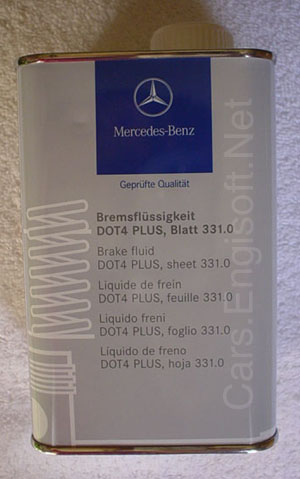 Mercedes-Benz
Geprüfte Qualität
Bremsflüssigkeit
DOT4 PLUS, Blatt 331.0
Brake fluid
DOT4 PLUS, sheet 331.0
Liquide de frein
DOT4 PLUS, feuille 331.0
Liquido freni
DOT4 PLUS, foglio 331.0
Líquido de freno
DOT4 PLUS, hoja 331.0
Cars.Engisoft.Net